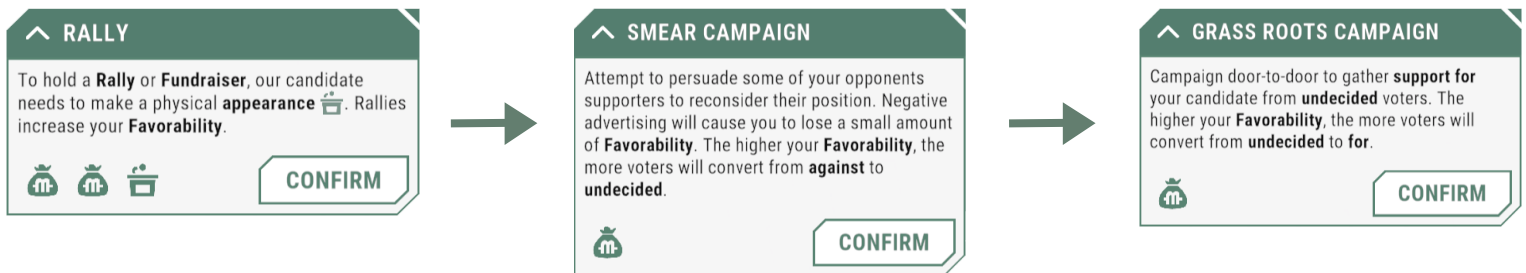 RALLY
To hold a Rally or Fundraiser, our candidate
needs to make a physical appearance . Rallies
increase your Favorability.
CONFIRM
SMEAR CAMPAIGN
Attempt to persuade some of your opponents
supporters to reconsider their position. Negative
advertising will cause you to lose a small amount
of Favorability. The higher your Favorability, the
more voters will convert from against to
undecided.
CONFIRM
GRASS ROOTS CAMPAIGN
Campaign door-to-door to gather support for
your candidate from undecided voters. The
higher your Favorability, the more voters will
convert from undecided to for.
CONFIRM